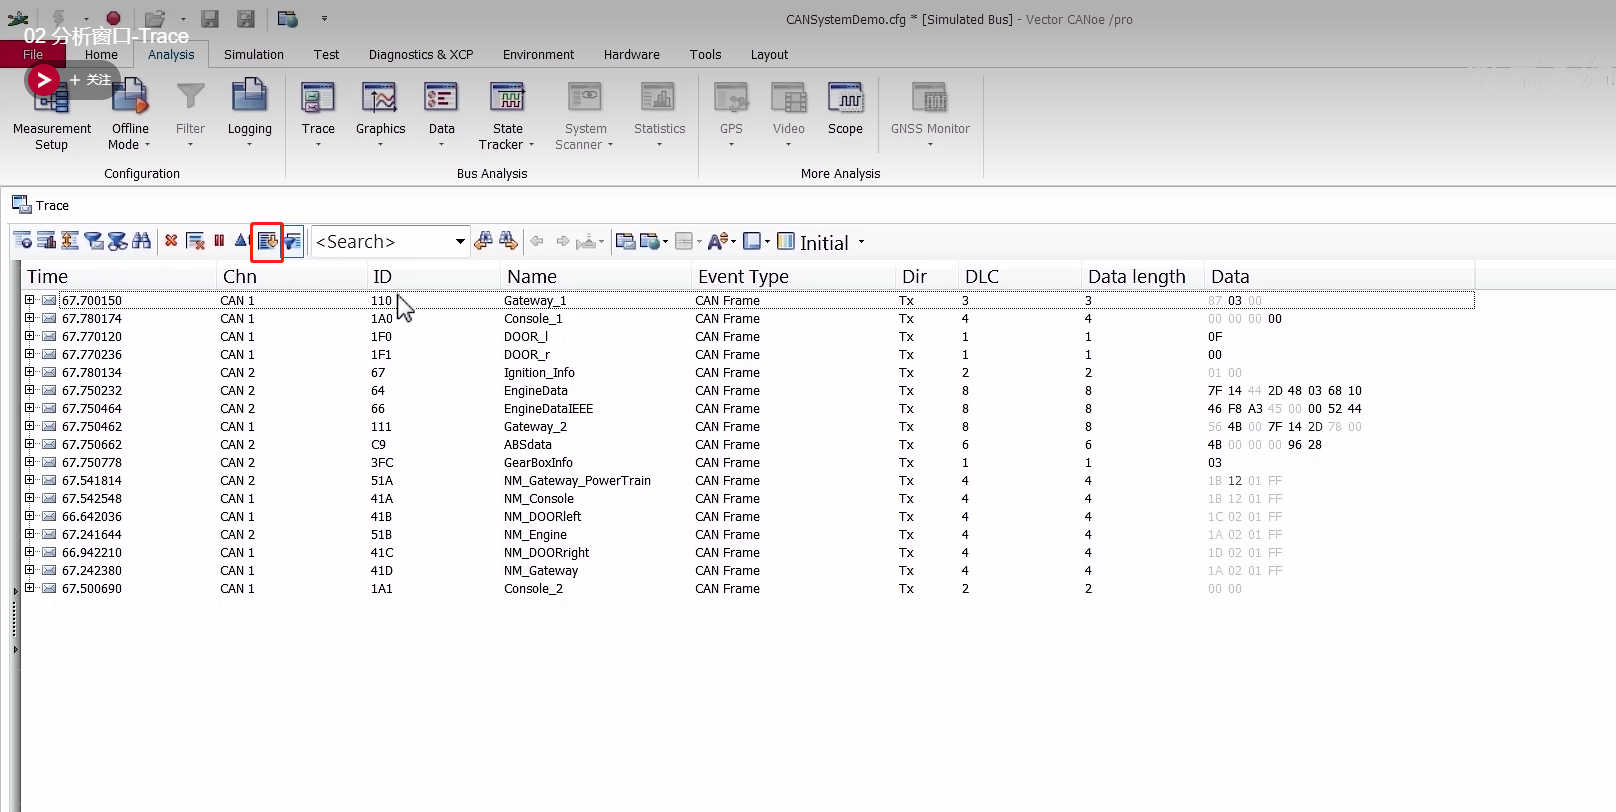 CANSystemDemo.cfg * [Simulated Bus] - Vector CANoe /pro
02 分析窗口-Trace
File Home Analysis Simulation Test Diagnostics & XCP Environment Hardware Tools Layout
+ 关注
Measurement Setup
Offline Mode
Filter
Logging
Trace
Graphics
Data
State Tracker
System Scanner
Statistics
GPS
Video
Scope
GNSS Monitor
Configuration
Bus Analysis
More Analysis
Trace
<Search> Initial
Time Chn ID Name Event Type Dir DLC Data length Data
67.700150 CAN 1 110 Gateway_1 CAN Frame Tx 3 3 87 03 00
67.780174 CAN 1 1A0 Console_1 CAN Frame Tx 4 4 00 00 00 00
67.770120 CAN 1 1F0 DOOR_l CAN Frame Tx 1 1 0F
67.770236 CAN 1 1F1 DOOR_r CAN Frame Tx 1 1 00
67.780134 CAN 2 67 Ignition_Info CAN Frame Tx 2 2 01 00
67.750232 CAN 2 64 EngineData CAN Frame Tx 8 8 7F 14 44 2D 48 03 68 10
67.750464 CAN 2 66 EngineDataIEEE CAN Frame Tx 8 8 46 F8 A3 45 00 00 52 44
67.750462 CAN 1 111 Gateway_2 CAN Frame Tx 8 8 56 4B 00 7F 14 2D 78 00
67.750662 CAN 2 C9 ABSdata CAN Frame Tx 6 6 4B 00 00 00 96 28
67.750778 CAN 2 3FC GearBoxInfo CAN Frame Tx 1 1 03
67.541814 CAN 2 51A NM_Gateway_PowerTrain CAN Frame Tx 4 4 1B 12 01 FF
67.542548 CAN 1 41A NM_Console CAN Frame Tx 4 4 1B 12 01 FF
66.642036 CAN 1 41B NM_DOORleft CAN Frame Tx 4 4 1C 02 01 FF
67.241644 CAN 2 51B NM_Engine CAN Frame Tx 4 4 1A 02 01 FF
66.942210 CAN 1 41C NM_DOORright CAN Frame Tx 4 4 1D 02 01 FF
67.242380 CAN 1 41D NM_Gateway CAN Frame Tx 4 4 1A 02 01 FF
67.500690 CAN 1 1A1 Console_2 CAN Frame Tx 2 2 00 00